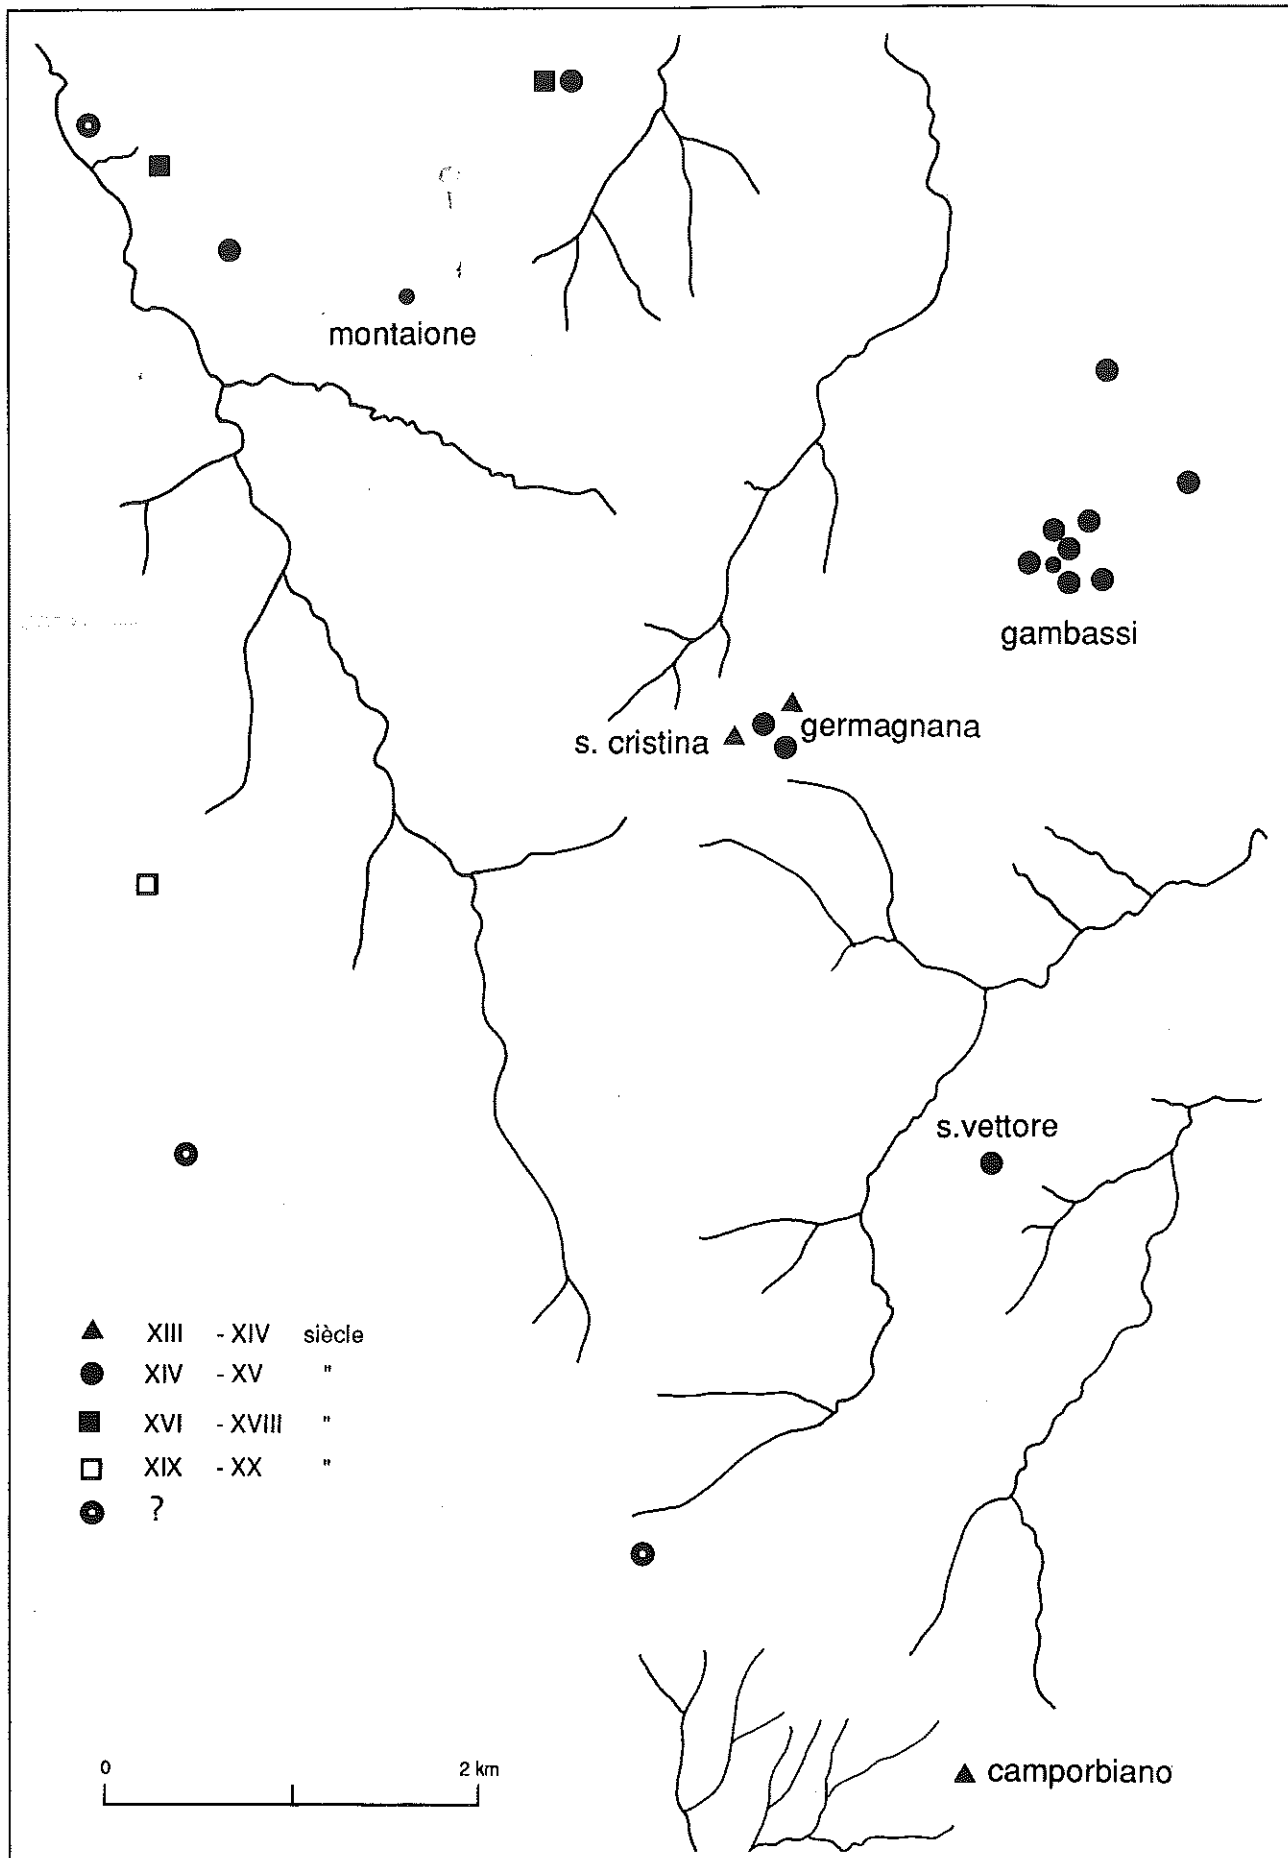 montaione
gambassi
germagnana
s. cristina
s.vettore
XIII - XIV siècle
XIV - XV "
XVI - XVIII "
XIX - XX "
?
0 2 km
camporbiano